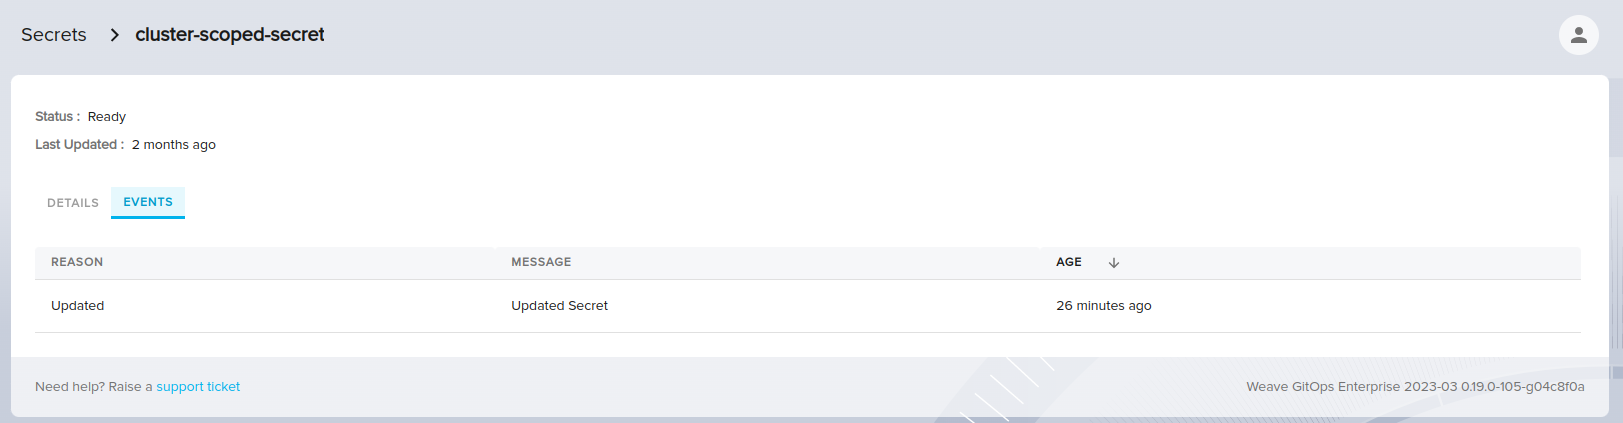 Secrets > cluster-scoped-secret
Status : Ready
Last Updated : 2 months ago
DETAILS EVENTS
REASON MESSAGE AGE
Updated Updated Secret 26 minutes ago
Need help? Raise a support ticket Weave GitOps Enterprise 2023-03 0.19.0-105-g04c8f0a